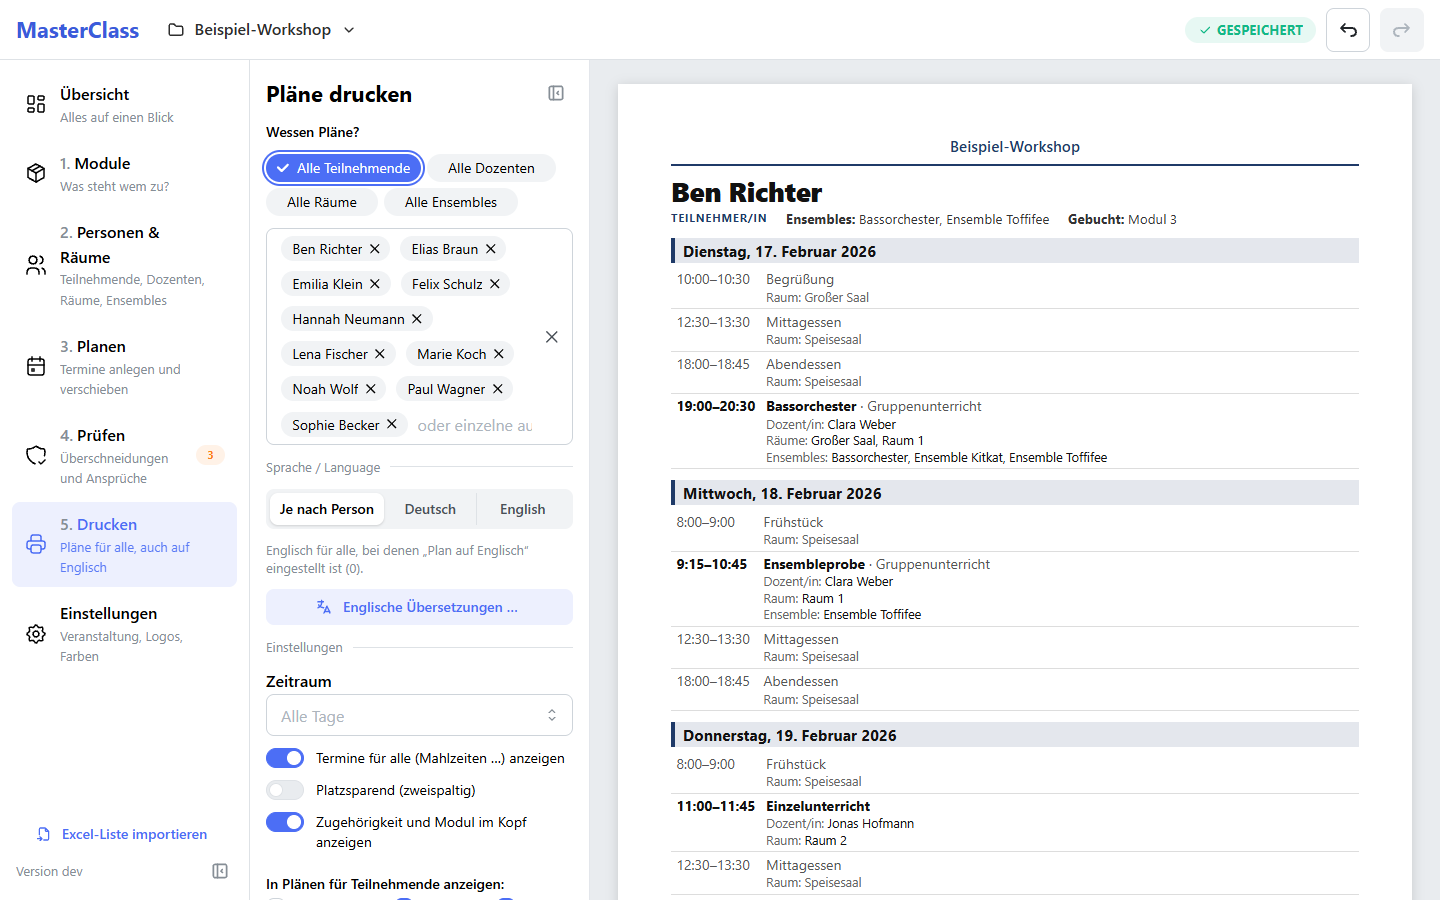 MasterClass
Beispiel-Workshop
GESPEICHERT
Übersicht
Alles auf einen Blick
1. Module
Was steht wem zu?
2. Personen &
Räume
Teilnehmende, Dozenten,
Räume, Ensembles
3. Planen
Termine anlegen und
verschieben
4. Prüfen
Überschneidungen
und Ansprüche
3
5. Drucken
Pläne für alle, auch auf
Englisch
Einstellungen
Veranstaltung, Logos,
Farben
Excel-Liste importieren
Version dev
Pläne drucken
Wessen Pläne?
Alle Teilnehmende
Alle Dozenten
Alle Räume
Alle Ensembles
Ben Richter
Elias Braun
Emilia Klein
Felix Schulz
Hannah Neumann
Lena Fischer
Marie Koch
Noah Wolf
Paul Wagner
Sophie Becker
oder einzelne au
Sprache / Language
Je nach Person
Deutsch
English
Englisch für alle, bei denen „Plan auf Englisch“
eingestellt ist (0).
Englische Übersetzungen ...
Einstellungen
Zeitraum
Alle Tage
Termine für alle (Mahlzeiten ...) anzeigen
Platzsparend (zweispaltig)
Zugehörigkeit und Modul im Kopf
anzeigen
In Plänen für Teilnehmende anzeigen:
Beispiel-Workshop
Ben Richter
TEILNEHMER/IN Ensembles: Bassorchester, Ensemble Toffifee Gebucht: Modul 3
Dienstag, 17. Februar 2026
10:00–10:30 Begrüßung
Raum: Großer Saal
12:30–13:30 Mittagessen
Raum: Speisesaal
18:00–18:45 Abendessen
Raum: Speisesaal
19:00–20:30 Bassorchester · Gruppenunterricht
Dozent/in: Clara Weber
Räume: Großer Saal, Raum 1
Ensembles: Bassorchester, Ensemble Kitkat, Ensemble Toffifee
Mittwoch, 18. Februar 2026
8:00–9:00 Frühstück
Raum: Speisesaal
9:15–10:45 Ensembleprobe · Gruppenunterricht
Dozent/in: Clara Weber
Raum: Raum 1
Ensemble: Ensemble Toffifee
12:30–13:30 Mittagessen
Raum: Speisesaal
18:00–18:45 Abendessen
Raum: Speisesaal
Donnerstag, 19. Februar 2026
8:00–9:00 Frühstück
Raum: Speisesaal
11:00–11:45 Einzelunterricht
Dozent/in: Jonas Hofmann
Raum: Raum 2
12:30–13:30 Mittagessen
Raum: Speisesaal